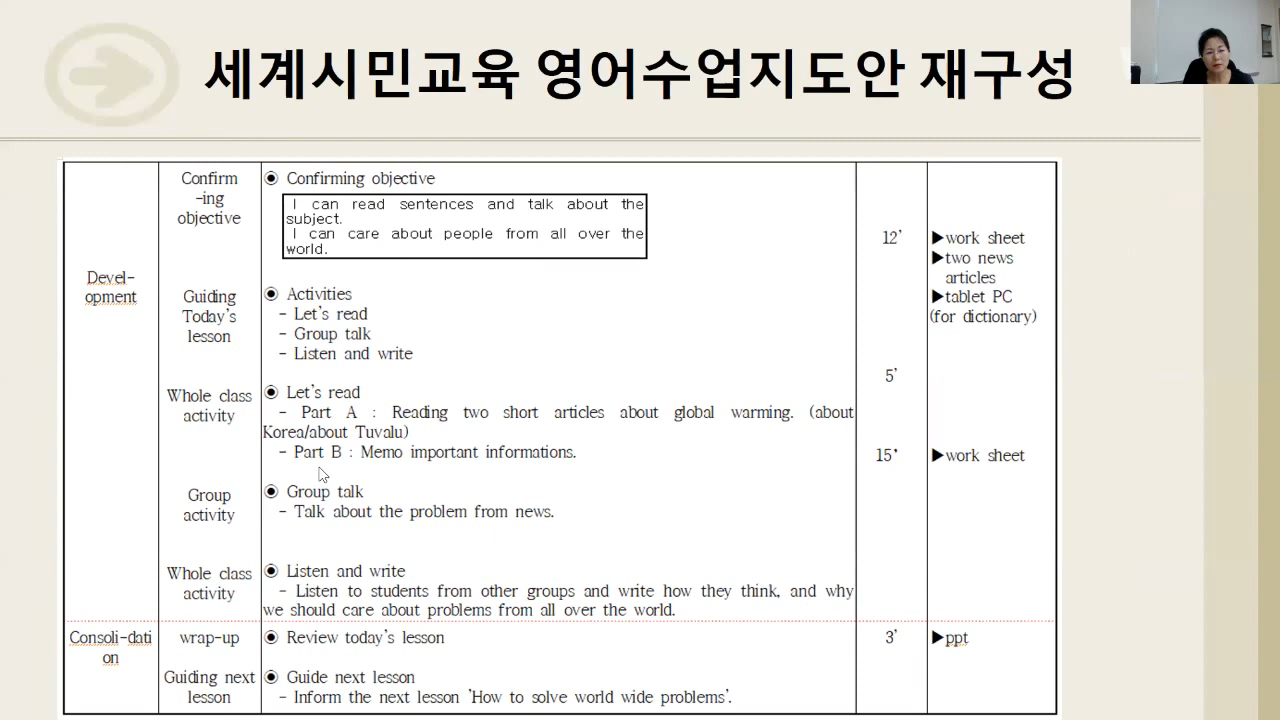 세계시민교육 영어수업지도안 재구성
Confirm
-ing
objective
◉ Confirming objective
I can read sentences and talk about the
subject.
I can care about people from all over the
world.
12’
▶work sheet
▶two news
articles
▶tablet PC
(for dictionary)
Devel-
opment
Guiding
Today’s
lesson
◉ Activities
- Let’s read
- Group talk
- Listen and write
5’
Whole class
activity
◉ Let’s read
- Part A : Reading two short articles about global warming. (about
Korea/about Tuvalu)
- Part B : Memo important informations.
15’
▶work sheet
Group
activity
◉ Group talk
- Talk about the problem from news.
Whole class
activity
◉ Listen and write
- Listen to students from other groups and write how they think, and why
we should care about problems from all over the world.
Consoli-dati
on
wrap-up
◉ Review today’s lesson
3’
▶ppt
Guiding next
lesson
◉ Guide next lesson
- Inform the next lesson ’How to solve world wide problems’.